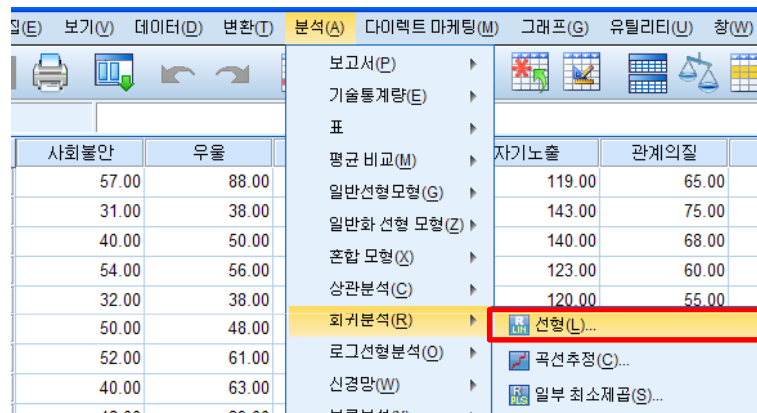 집(E) 보기(V) 데이터(D) 변환(T) 분석(A) 다이렉트 마케팅(M) 그래프(G) 유틸리티(U) 창(W)
보고서(P)
기술통계량(E)
표
사회불안 우울 평균 비교(M) 자기노출 관계의질
57.00 88.00 일반선형모형(G) 119.00 65.00
31.00 38.00 일반화 선형 모형(Z) 143.00 75.00
40.00 50.00 혼합 모형(X) 140.00 68.00
54.00 56.00 상관분석(C) 123.00 60.00
32.00 38.00 120.00 55.00
50.00 48.00 회귀분석(R) R LIN 선형(L)...
52.00 61.00 로그선형분석(O) 곡선추정(C)...
40.00 63.00 신경망(W) R PLS 일부 최소제곱(S)...